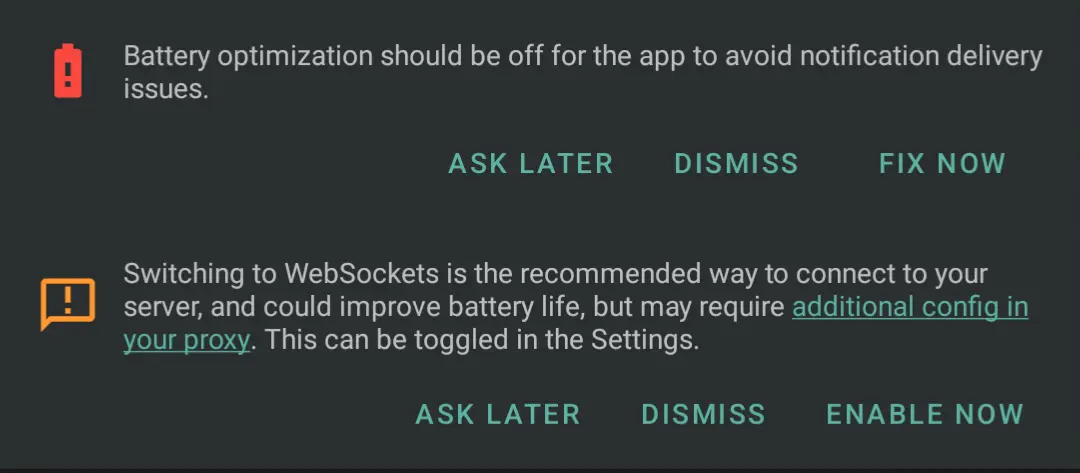 Battery optimization should be off for the app to avoid notification delivery
issues.
ASK LATER DISMISS FIX NOW
Switching to WebSockets is the recommended way to connect to your
server, and could improve battery life, but may require additional config in
your proxy. This can be toggled in the Settings.
ASK LATER DISMISS ENABLE NOW